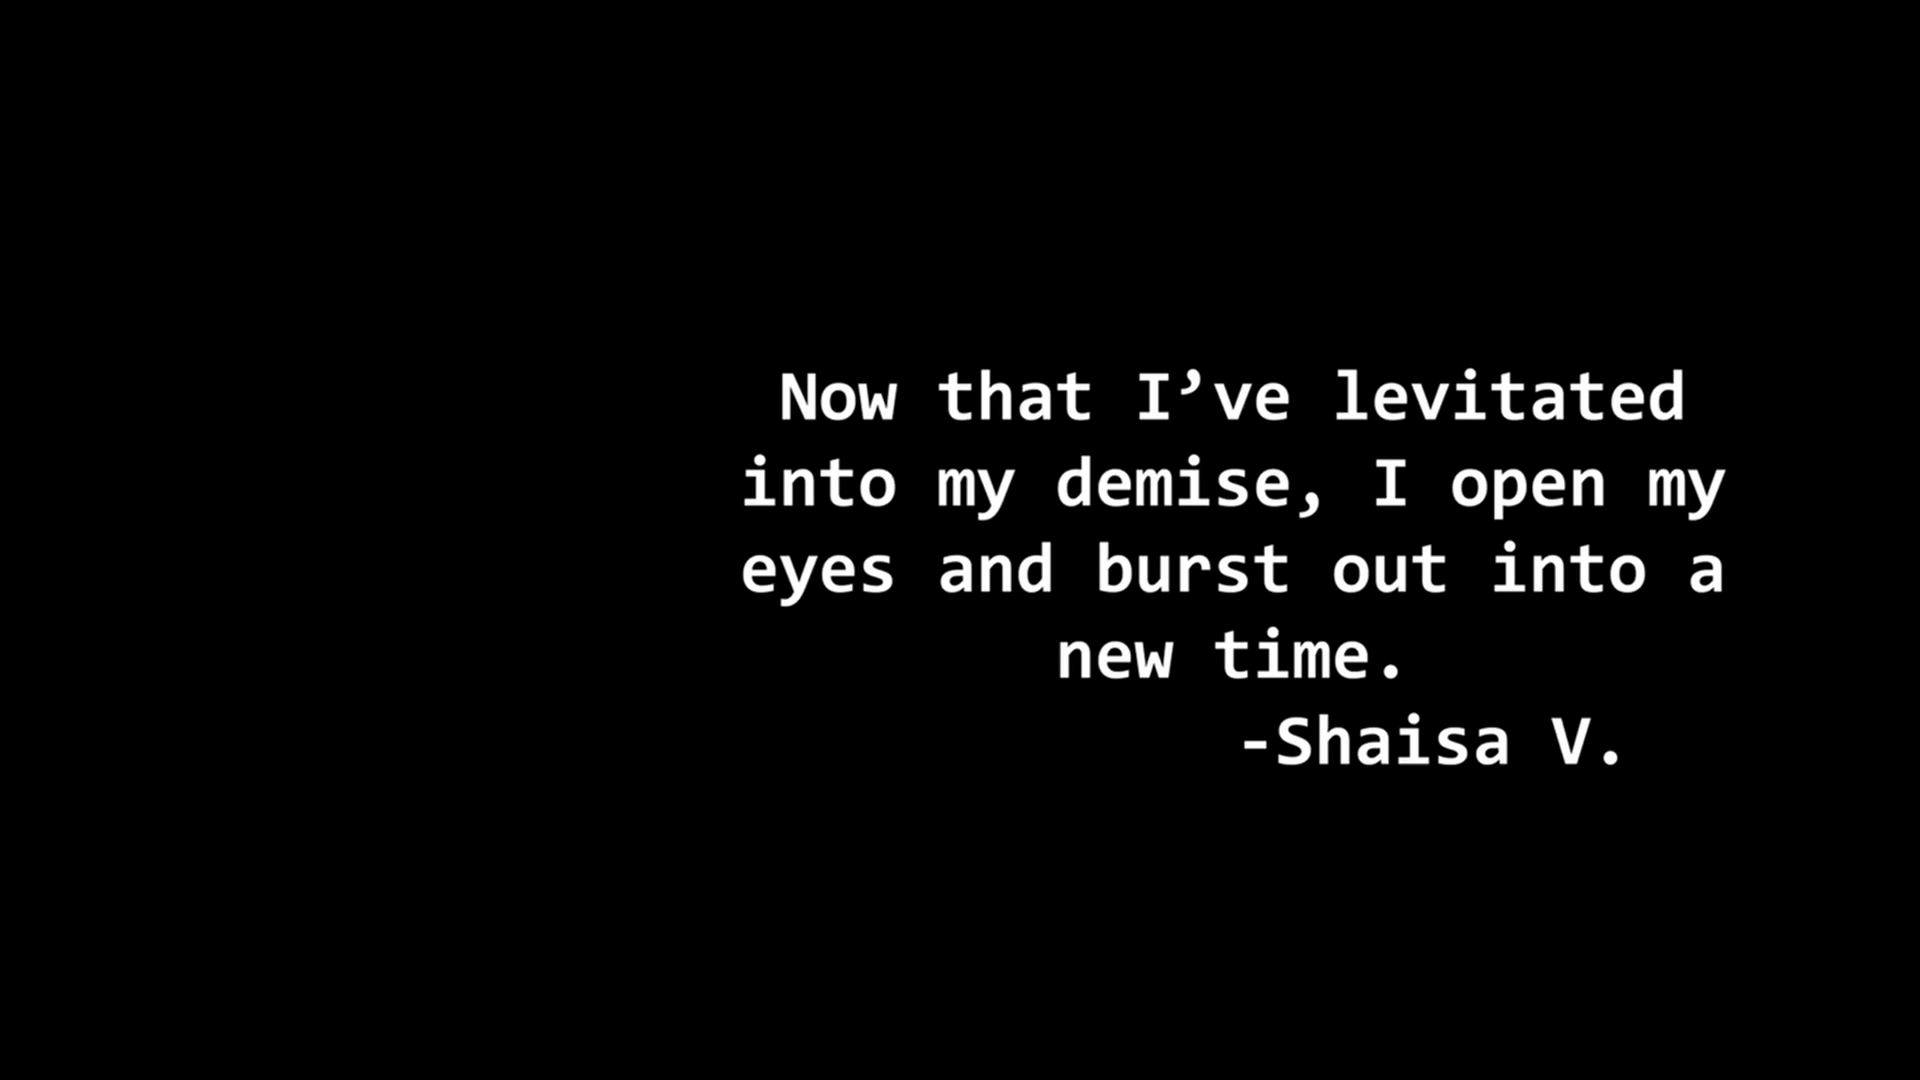 Now that I’ve levitated
into my demise, I open my
eyes and burst out into a
new time.
-Shaisa V.